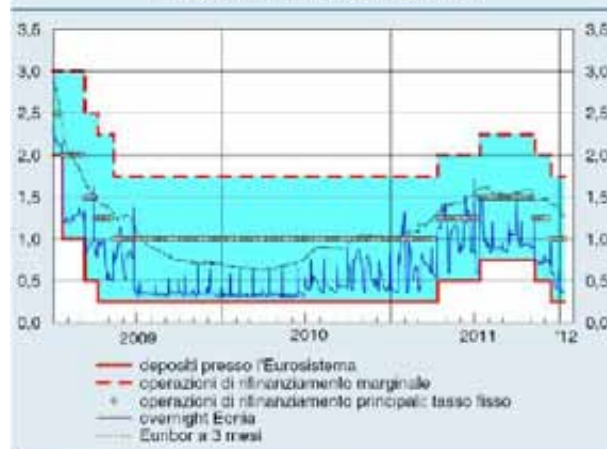 3,5 3,5
3,0 3,0
2,5 2,5
2,0 2,0
1,5 1,5
1,0 1,0
0,5 0,5
0,0 0,0
2009 2010 2011 '12
depositi presso l'Eurosistema
operazioni di rifinanziamento marginale
operazioni di rifinanziamento principali: tasso fisso
overnight Eonia
Euribor a 3 mesi